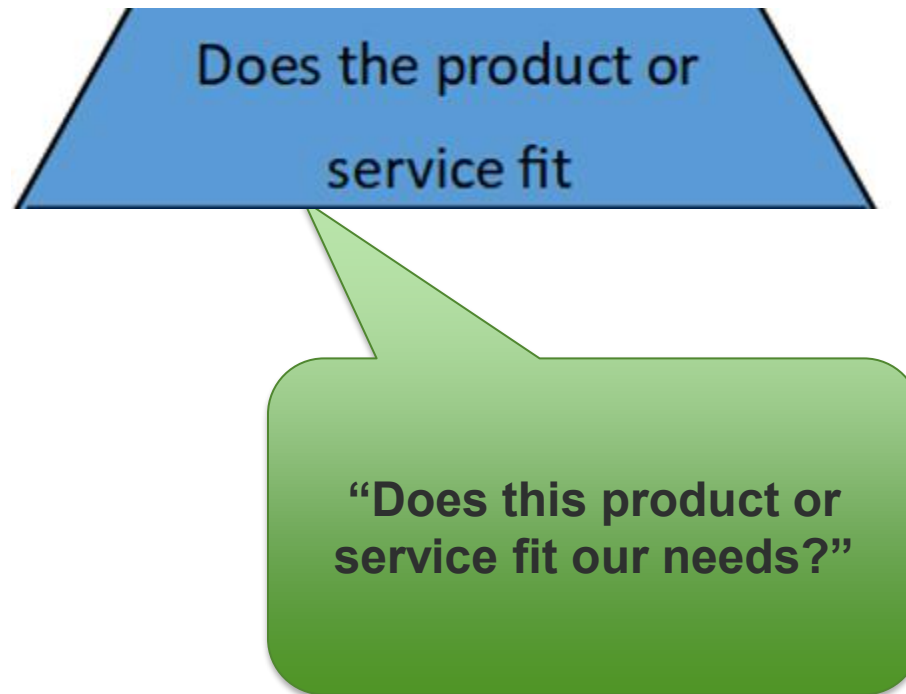 Does the product or
service fit
“Does this product or
service fit our needs?”